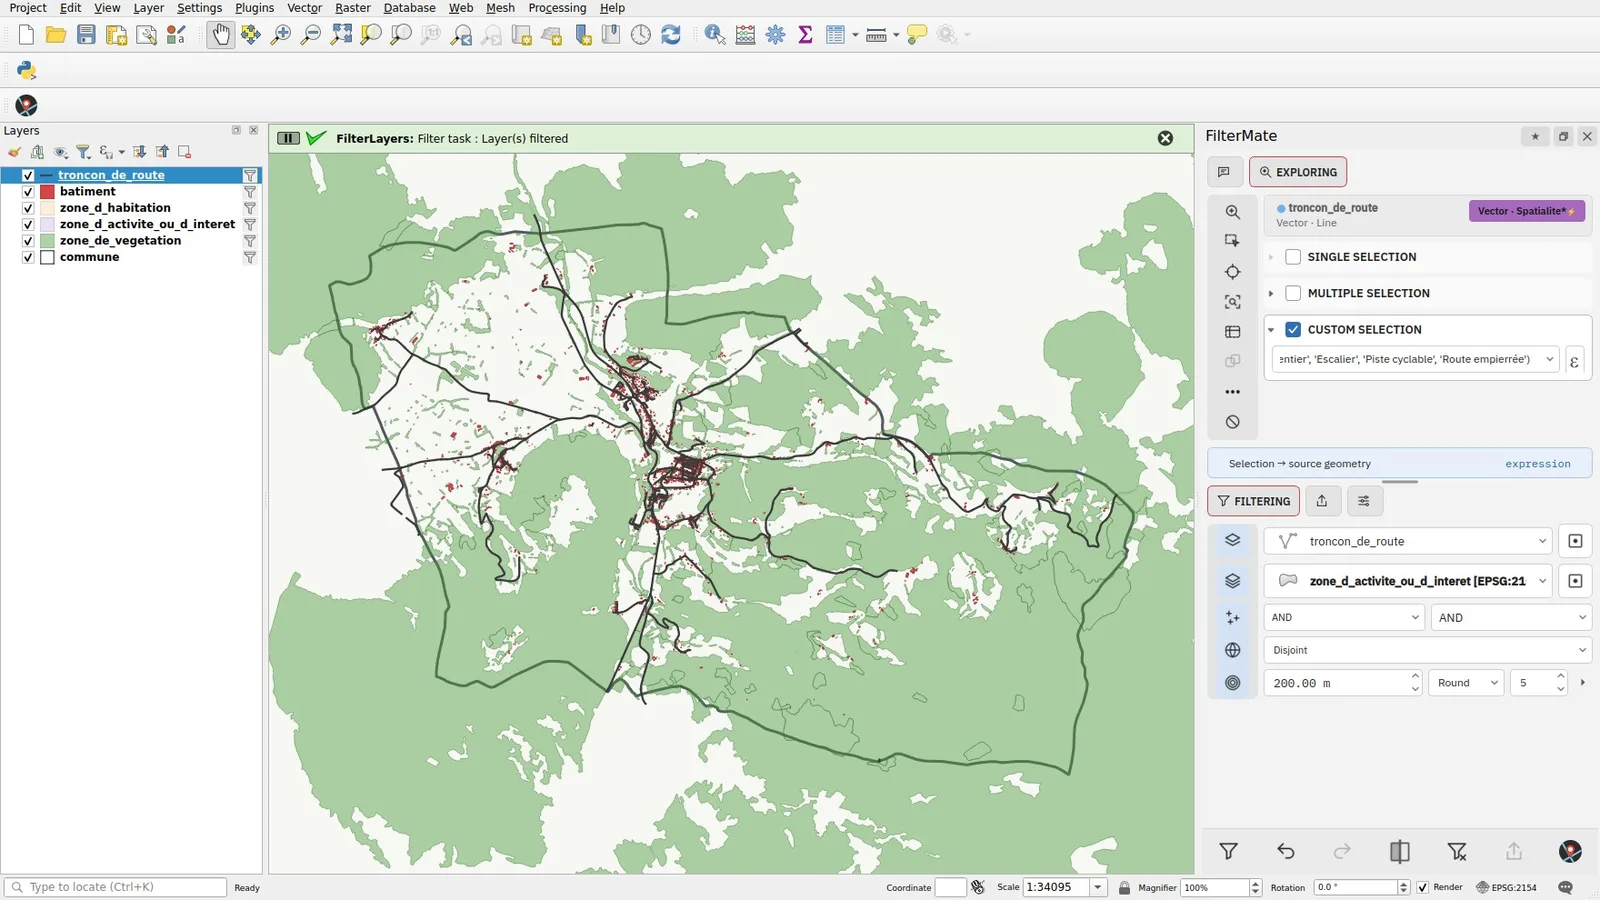 Project Edit View Layer Settings Plugins Vector Raster Database Web Mesh Processing Help
Layers
troncon_de_route
batiment
zone_d_habitation
zone_d_activite_ou_d_interet
zone_de_vegetation
commune
FilterLayers: Filter task : Layer(s) filtered
FilterMate
EXPLORING
troncon_de_route
Vector · Line
Vector · Spatialite*⚡
SINGLE SELECTION
MULTIPLE SELECTION
CUSTOM SELECTION
entier', 'Escalier', 'Piste cyclable', 'Route empierrée')
ε
Selection → source geometry expression
FILTERING
troncon_de_route
zone_d_activite_ou_d_interet [EPSG:21
AND AND
Disjoint
200.00 m Round 5
Type to locate (Ctrl+K) Ready Coordinate Scale 1:34095 Magnifier 100% Rotation 0.0 ° Render EPSG:2154